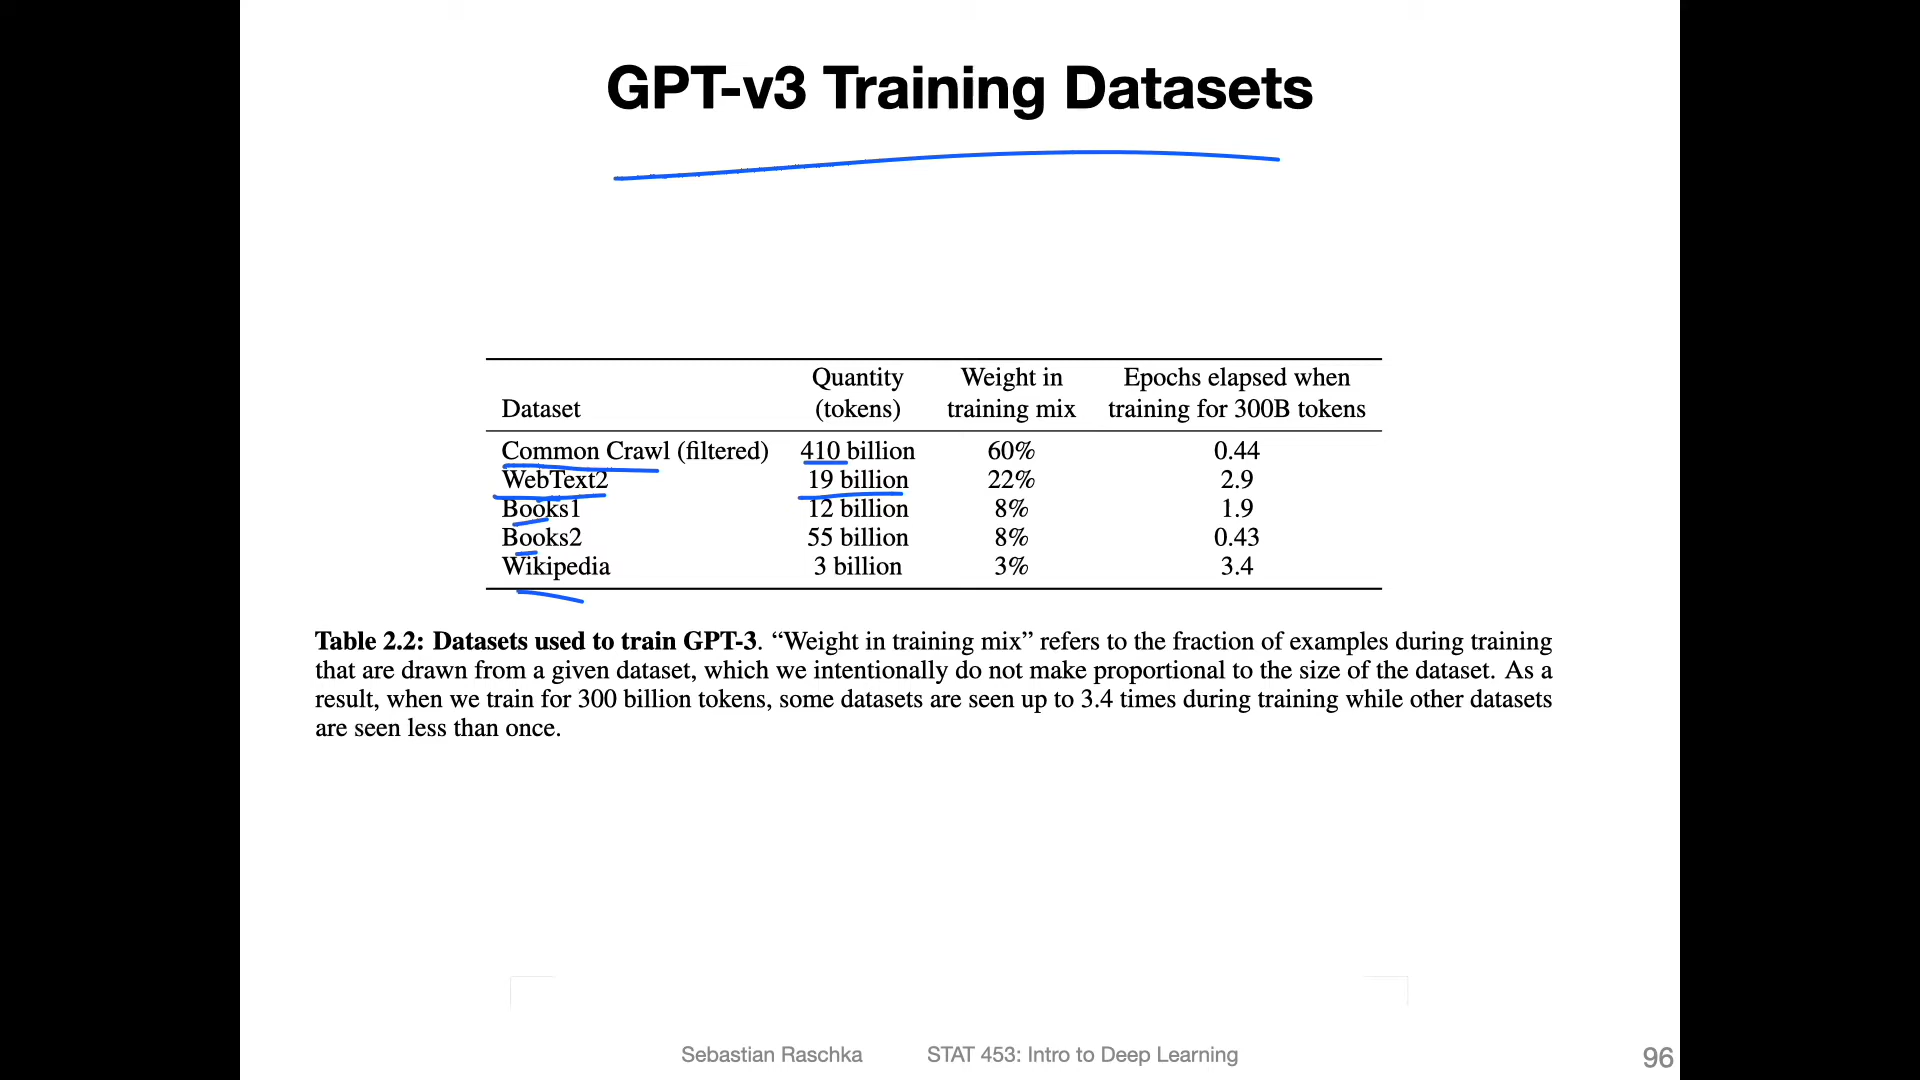 GPT-v3 Training Datasets
Dataset Quantity (tokens) Weight in training mix Epochs elapsed when training for 300B tokens
Common Crawl (filtered) 410 billion 60% 0.44
WebText2 19 billion 22% 2.9
Books1 12 billion 8% 1.9
Books2 55 billion 8% 0.43
Wikipedia 3 billion 3% 3.4
Table 2.2: Datasets used to train GPT-3. “Weight in training mix” refers to the fraction of examples during training
that are drawn from a given dataset, which we intentionally do not make proportional to the size of the dataset. As a
result, when we train for 300 billion tokens, some datasets are seen up to 3.4 times during training while other datasets
are seen less than once.
Sebastian Raschka STAT 453: Intro to Deep Learning 96